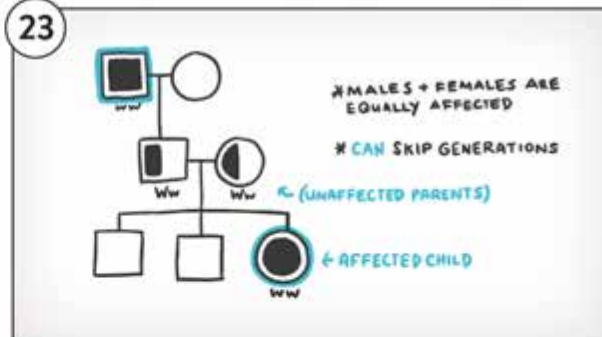 23
ww
*MALES + FEMALES ARE
EQUALLY AFFECTED
* CAN SKIP GENERATIONS
Ww Ww
← (UNAFFECTED PARENTS)
← AFFECTED CHILD
ww